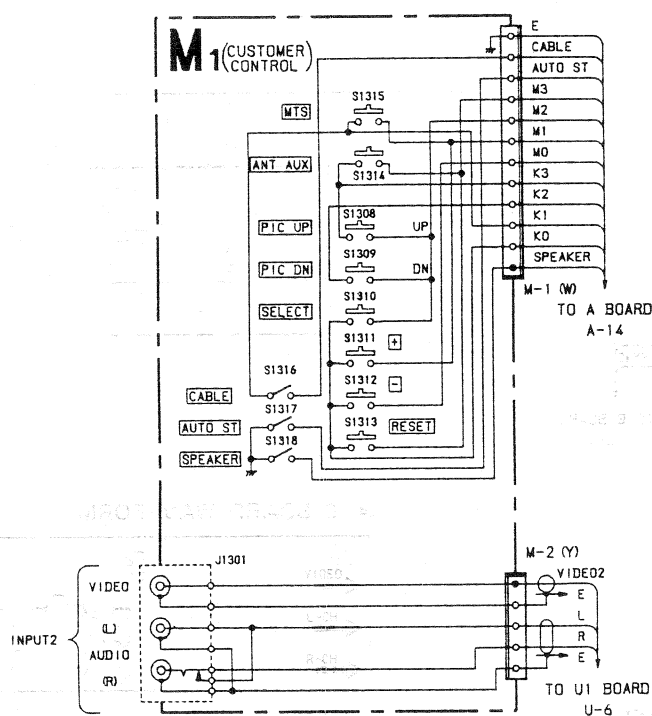 M1 (CUSTOMER CONTROL)
E
CABLE
AUTO ST
M3
M2
M1
M0
K3
K2
K1
K0
SPEAKER
M-1 (W)
TO A BOARD
A-14
S1315
MTS
ANT AUX
S1314
S1308
PIC UP
UP
S1309
PIC DN
DN
S1310
SELECT
S1311
+
S1312
-
S1313
RESET
S1316
CABLE
S1317
AUTO ST
S1318
SPEAKER
M-2 (Y)
J1301
VIDEO
VIDEO2
E
(L)
L
INPUT2
AUDIO
R
E
(R)
TO U1 BOARD
U-6